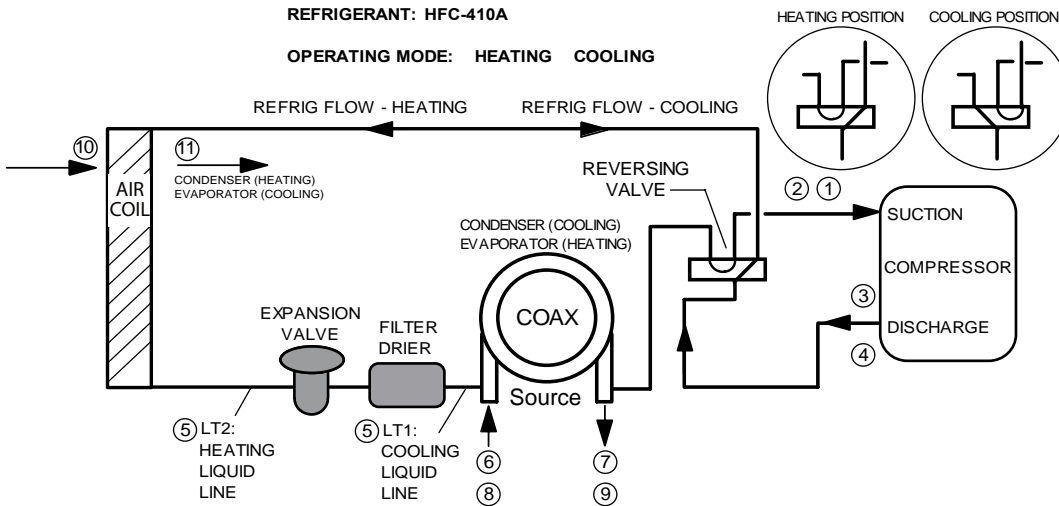 REFRIGERANT: HFC-410A
OPERATING MODE: HEATING COOLING
HEATING POSITION
COOLING POSITION
REFRIG FLOW - HEATING
REFRIG FLOW - COOLING
⑩
⑪
CONDENSER (HEATING)
EVAPORATOR (COOLING)
AIR
COIL
REVERSING
VALVE
② ①
SUCTION
COMPRESSOR
③
DISCHARGE
④
CONDENSER (COOLING)
EVAPORATOR (HEATING)
COAX
Source
EXPANSION
VALVE
FILTER
DRIER
⑤ LT2:
HEATING
LIQUID
LINE
⑤ LT1:
COOLING
LIQUID
LINE
⑥
⑧
⑦
⑨